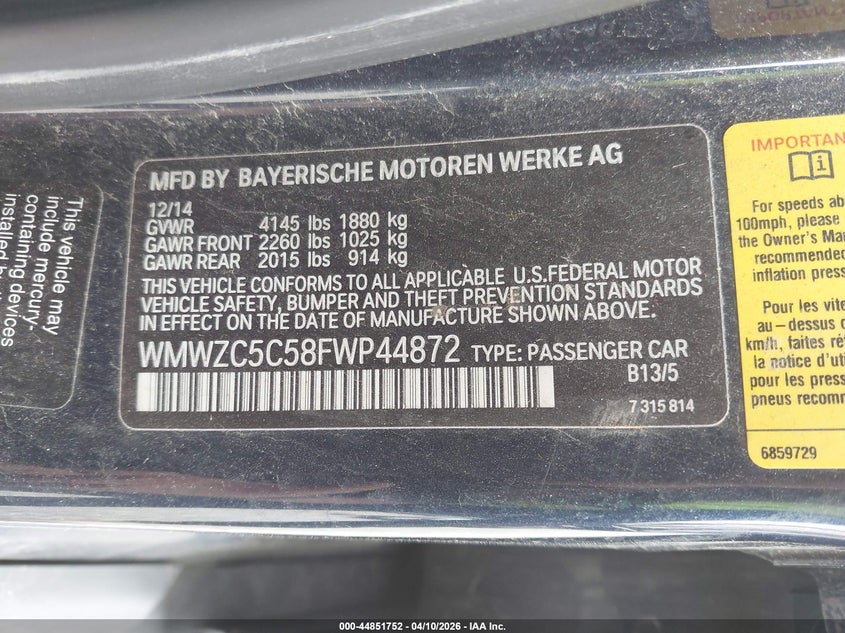 MFD BY BAYERISCHE MOTOREN WERKE AG
12/14
GVWR 4145 lbs 1880 kg
GAWR FRONT 2260 lbs 1025 kg
GAWR REAR 2015 lbs 914 kg
THIS VEHICLE CONFORMS TO ALL APPLICABLE U.S.FEDERAL MOTOR
VEHICLE SAFETY, BUMPER AND THEFT PREVENTION STANDARDS
IN EFFECT ON THE DATE OF MANUFACTURE SHOWN ABOVE.
WMWZC5C58FWP44872 TYPE: PASSENGER CAR
B13/5
7 315 814
This vehicle may
include mercury-
containing devices
installed
IMPORTAN
For speeds ab
100mph, please
the Owner's Ma
recommended
inflation press
Pour les vite
au-dessus d
km/h, faites ré
la notice d'util
pour les press
pneus recomm
6859729
000-44851752 - 04/10/2026 - IAA Inc.